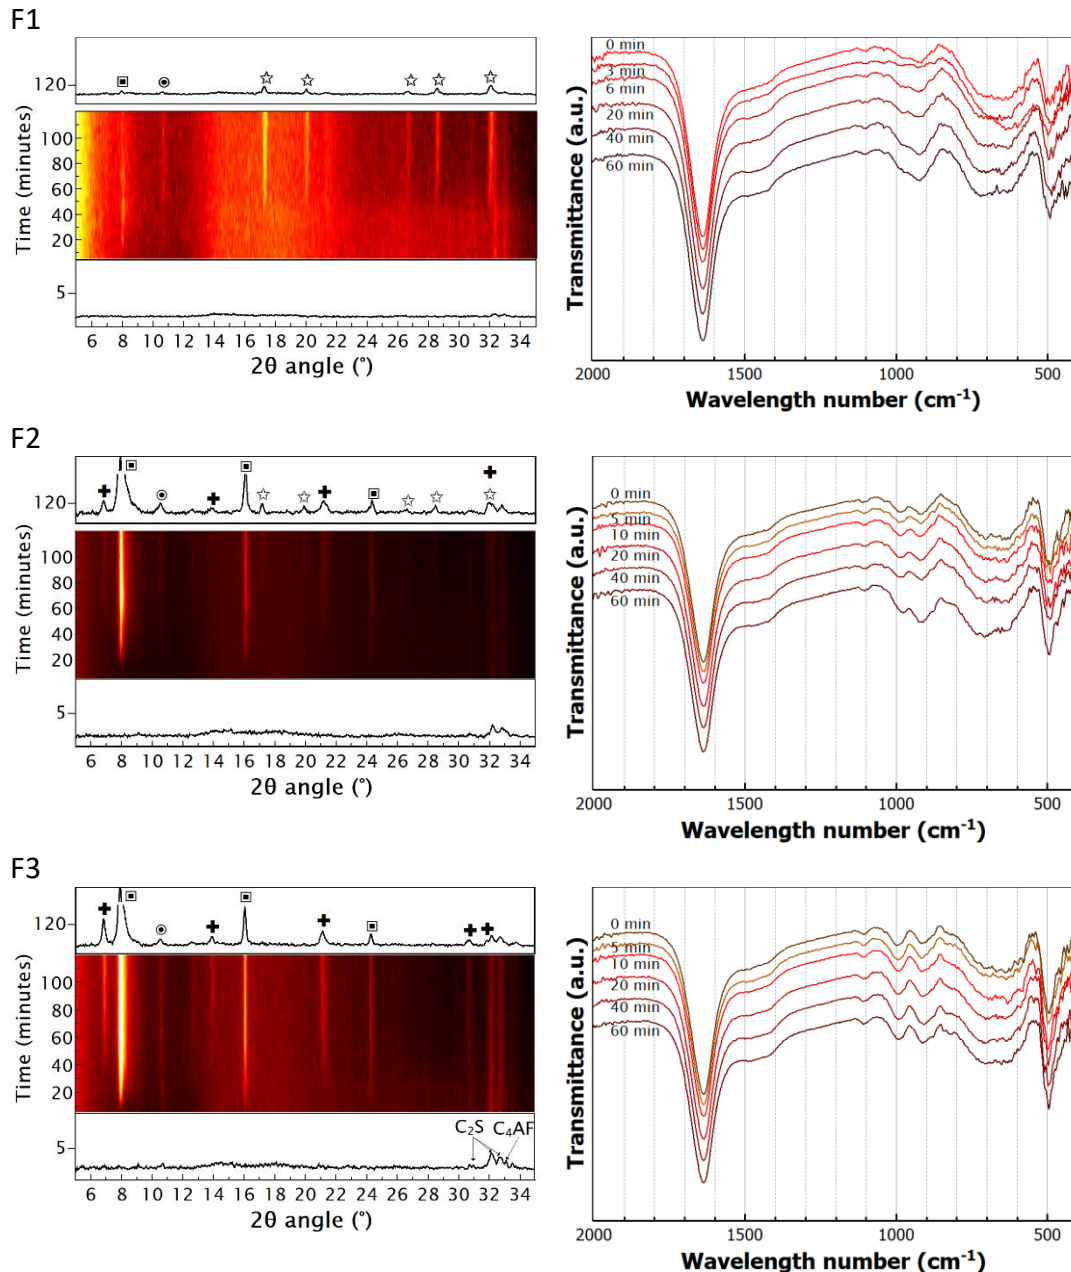 F1
120
Time (minutes)
120
100
80
60
40
20
5
6 8 10 12 14 16 18 20 22 24 26 28 30 32 34
2θ angle (°)
Transmittance (a.u.)
0 min
3 min
6 min
20 min
40 min
60 min
2000 1500 1000 500
Wavelength number (cm⁻¹)
F2
120
Time (minutes)
120
100
80
60
40
20
5
6 8 10 12 14 16 18 20 22 24 26 28 30 32 34
2θ angle (°)
Transmittance (a.u.)
0 min
5 min
10 min
20 min
40 min
60 min
2000 1500 1000 500
Wavelength number (cm⁻¹)
F3
120
Time (minutes)
100
80
60
40
20
C₂S C₄AF
5
6 8 10 12 14 16 18 20 22 24 26 28 30 32 34
2θ angle (°)
Transmittance (a.u.)
0 min
5 min
10 min
20 min
40 min
60 min
2000 1500 1000 500
Wavelength number (cm⁻¹)